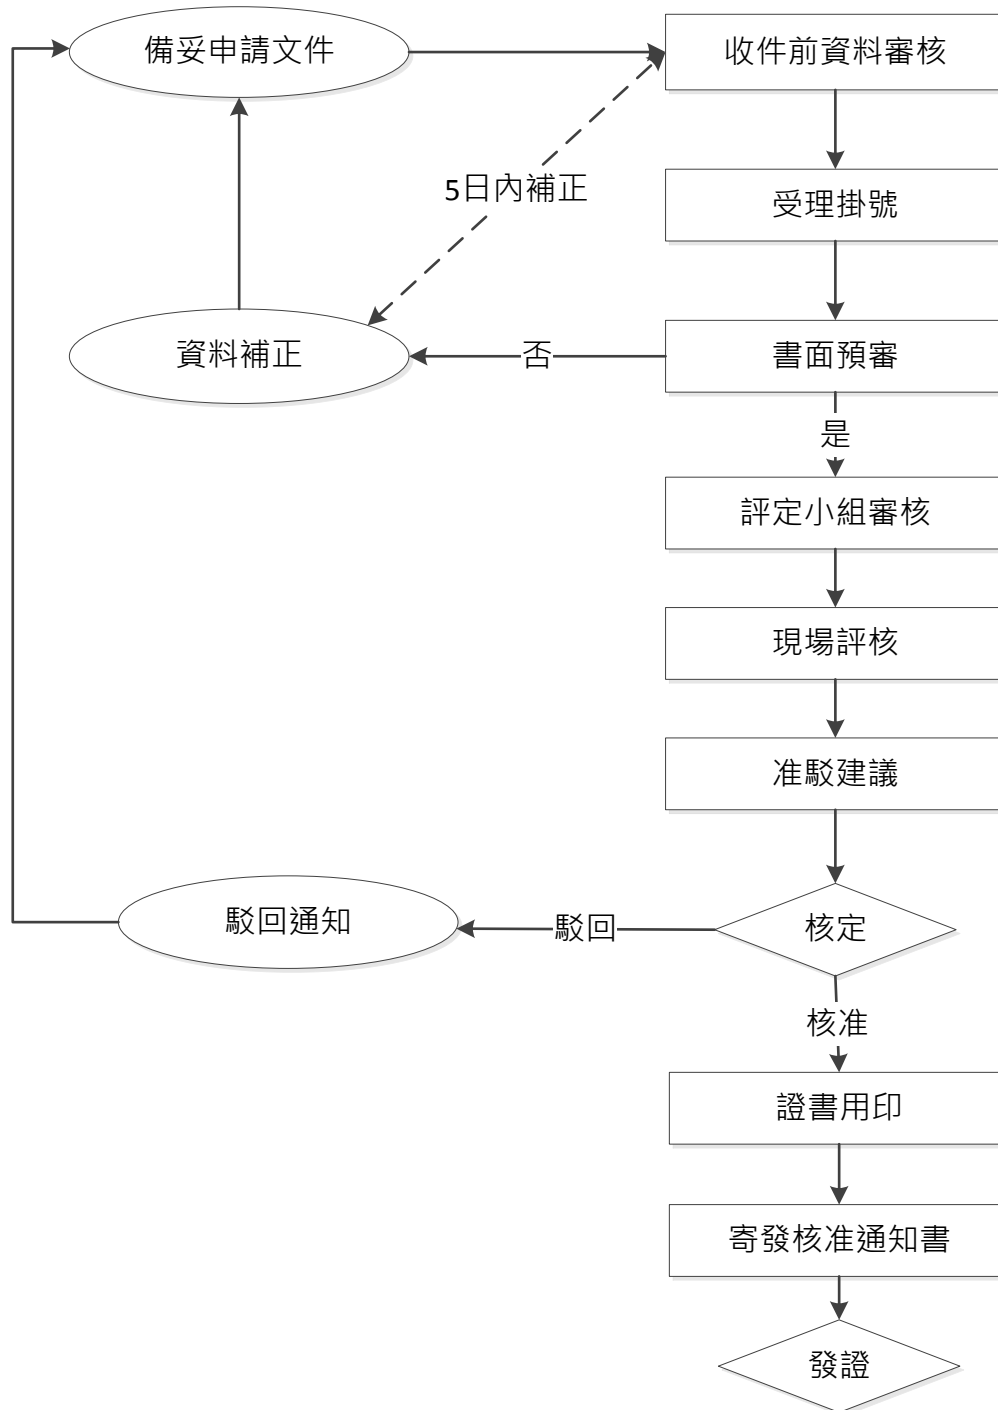 備妥申請文件
收件前資料審核
5日內補正
受理掛號
資料補正
否
書面預審
是
評定小組審核
現場評核
准駁建議
駁回通知
駁回
核定
核准
證書用印
寄發核准通知書
發證